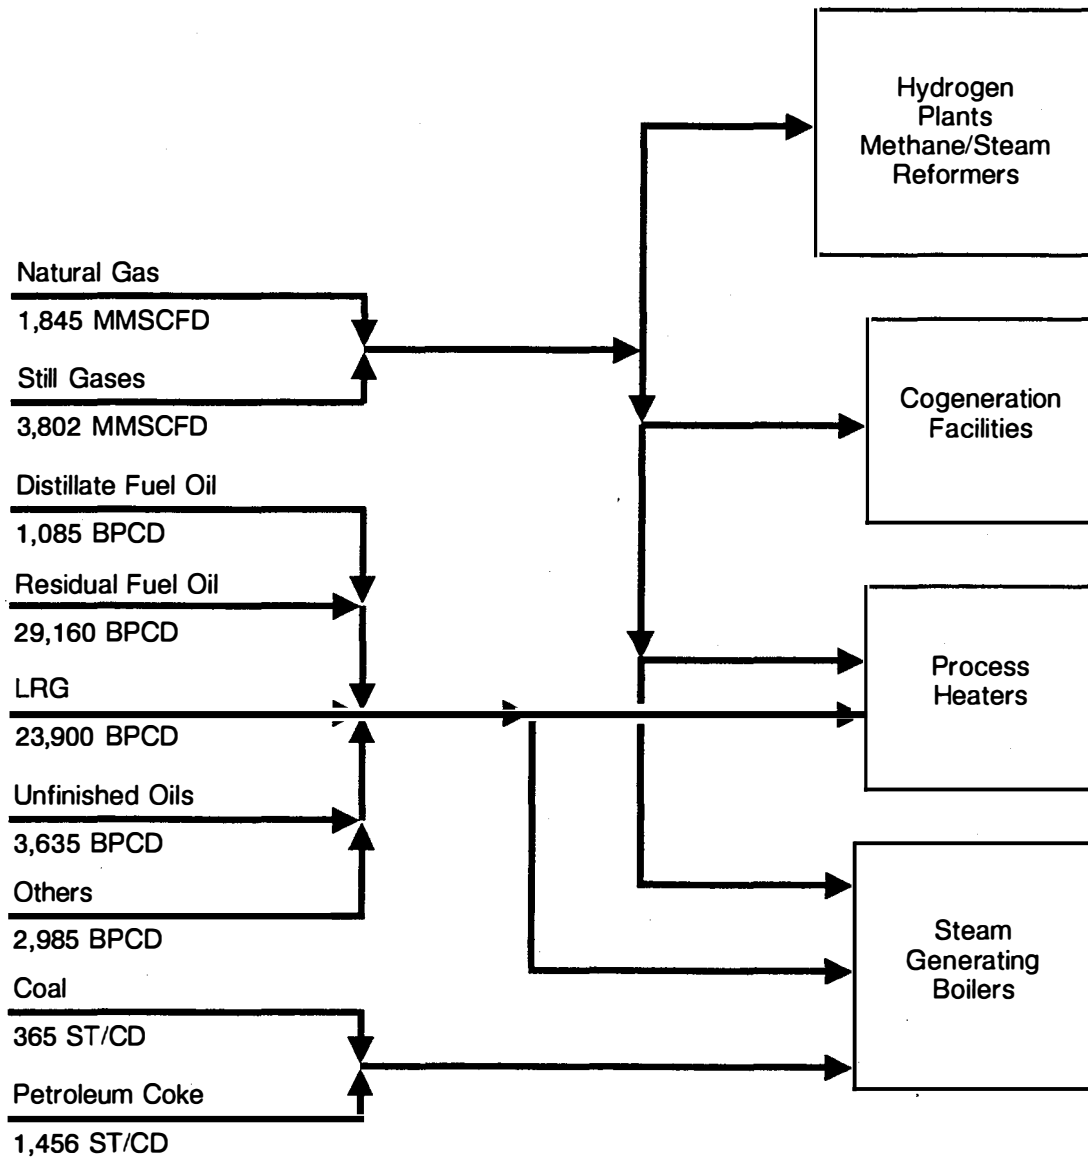 Hydrogen
Plants
Methane/Steam
Reformers
Natural Gas
1,845 MMSCFD
Still Gases
3,802 MMSCFD
Cogeneration
Facilities
Distillate Fuel Oil
1,085 BPCD
Residual Fuel Oil
29,160 BPCD
LRG
23,900 BPCD
Process
Heaters
Unfinished Oils
3,635 BPCD
Others
2,985 BPCD
Steam
Generating
Boilers
Coal
365 ST/CD
Petroleum Coke
1,456 ST/CD